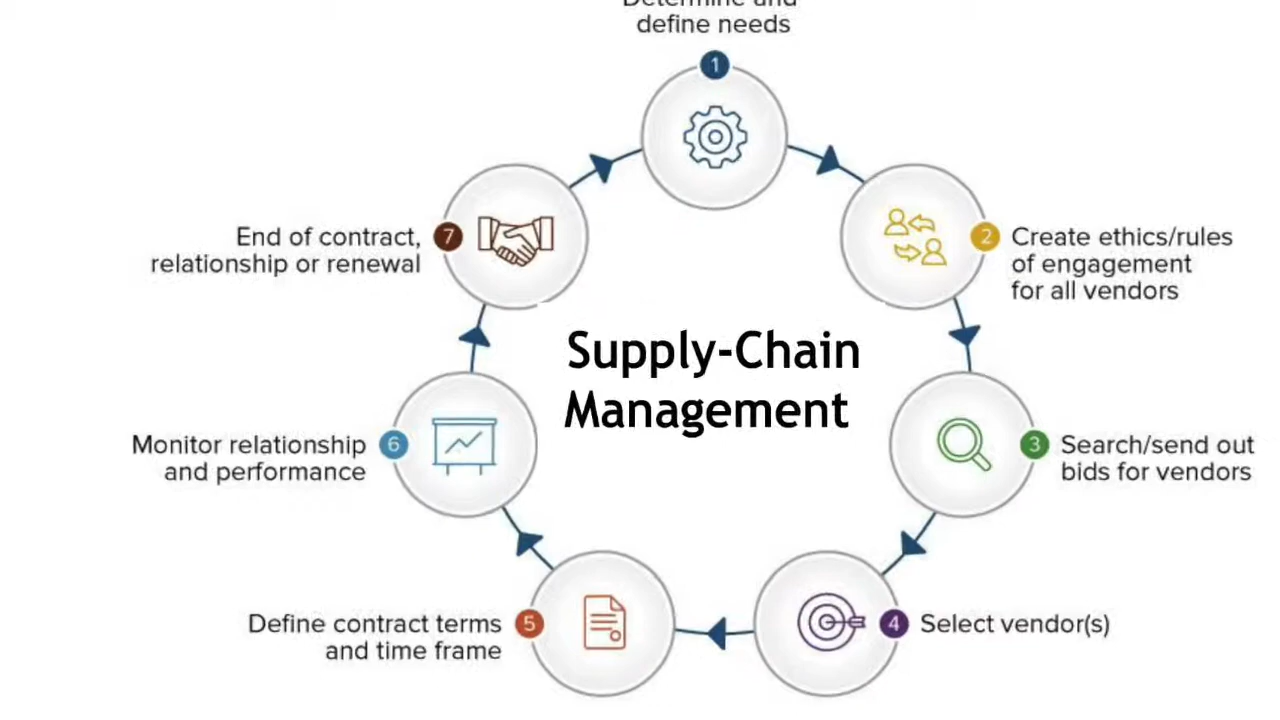 Determine and
define needs
1
2
Create ethics/rules
of engagement
for all vendors
3
Search/send out
bids for vendors
4
Select vendor(s)
5
Define contract terms
and time frame
6
Monitor relationship
and performance
7
End of contract,
relationship or renewal
Supply-Chain
Management